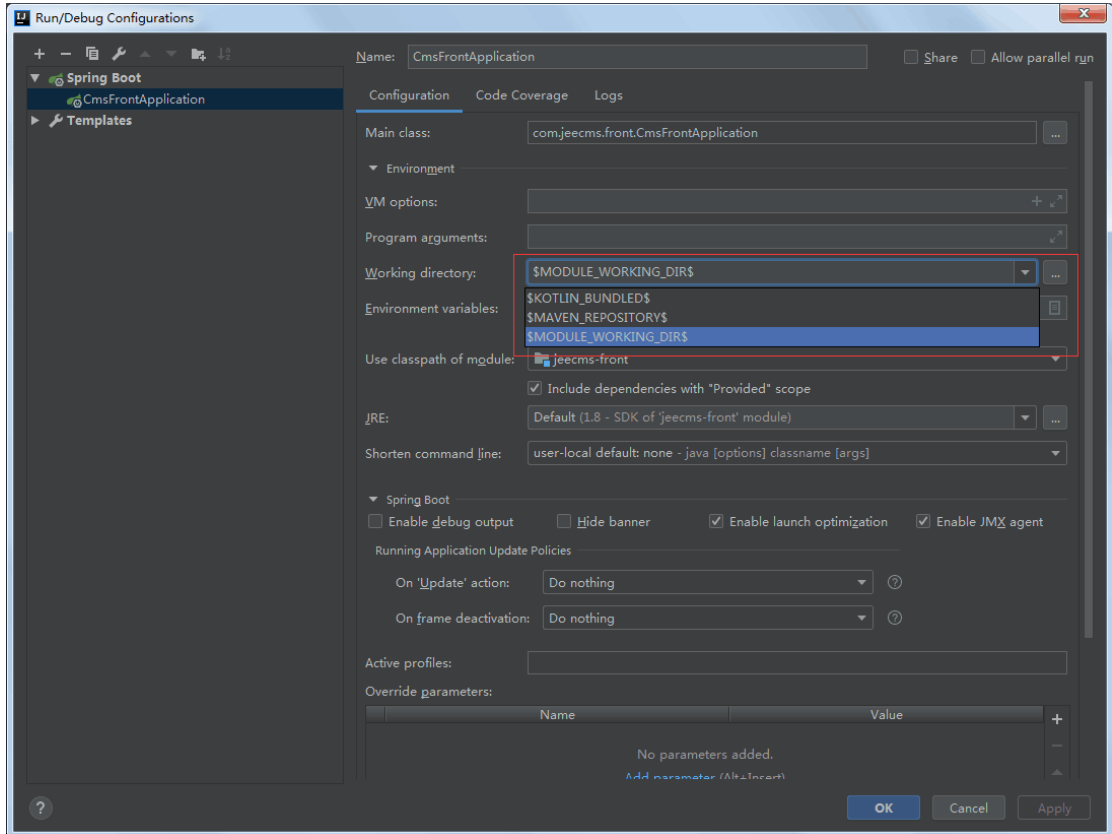 Run/Debug Configurations
Name: CmsFrontApplication
Share
Allow parallel run
Spring Boot
CmsFrontApplication
Templates
Configuration
Code Coverage
Logs
Main class: com.jeecms.front.CmsFrontApplication
...
Environment
VM options:
Program arguments:
Working directory: $MODULE_WORKING_DIR$
...
$KOTLIN_BUNDLED$
Environment variables:
$MAVEN_REPOSITORY$
$MODULE_WORKING_DIR$
Use classpath of module: jeecms-front
Include dependencies with "Provided" scope
JRE: Default (1.8 - SDK of 'jeecms-front' module)
...
Shorten command line: user-local default: none - java [options] classname [args]
Spring Boot
Enable debug output
Hide banner
Enable launch optimization
Enable JMX agent
Running Application Update Policies
On 'Update' action: Do nothing
On frame deactivation: Do nothing
Active profiles:
Override parameters:
Name
Value
No parameters added.
Add parameter (Alt+Insert)
OK
Cancel
Apply